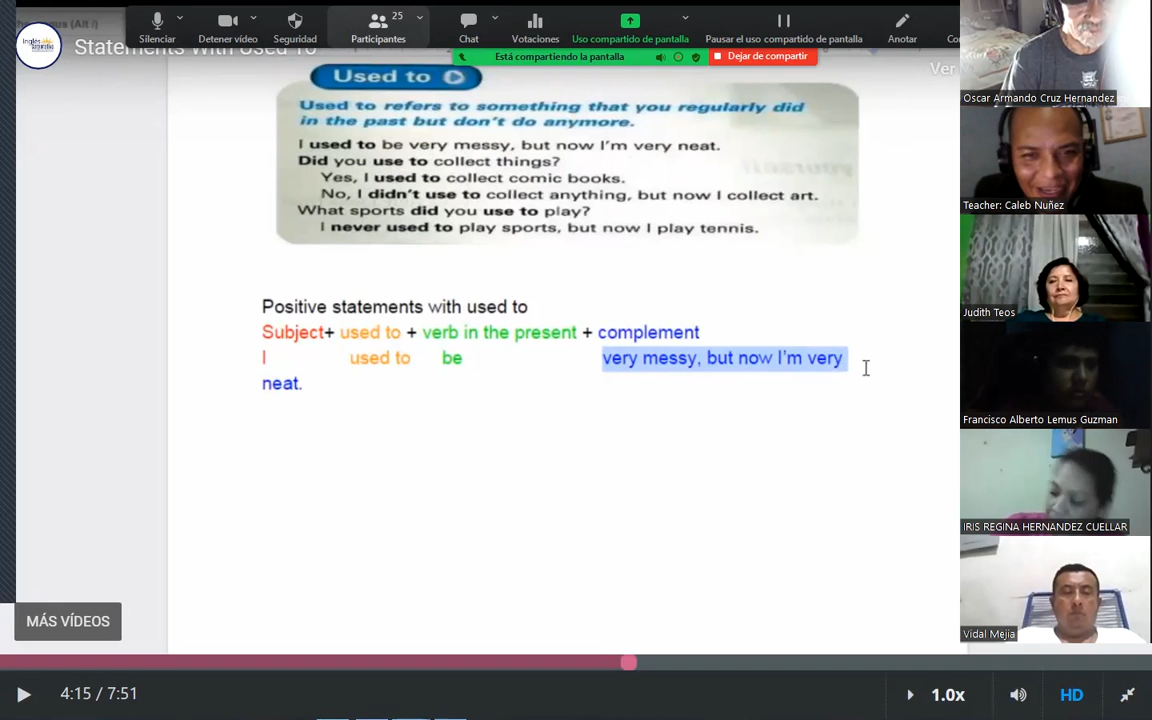 Silenciar
Detener vídeo
Seguridad
25
Participantes
Chat
Votaciones
Uso compartido de pantalla
Pausar el uso compartido de pantalla
Anotar
Está compartiendo la pantalla
Dejar de compartir
Statements With Used To
Ver
Used to
Used to refers to something that you regularly did
in the past but don't do anymore.
I used to be very messy, but now I'm very neat.
Did you use to collect things?
Yes, I used to collect comic books.
No, I didn't use to collect anything, but now I collect art.
What sports did you use to play?
I never used to play sports, but now I play tennis.
Positive statements with used to
Subject+ used to + verb in the present + complement
I used to be very messy, but now I'm very
neat.
Oscar Armando Cruz Hernandez
Teacher: Caleb Nuñez
Judith Teos
Francisco Alberto Lemus Guzman
IRIS REGINA HERNANDEZ CUELLAR
Vidal Mejia
MÁS VÍDEOS
4:15 / 7:51
1.0x
HD